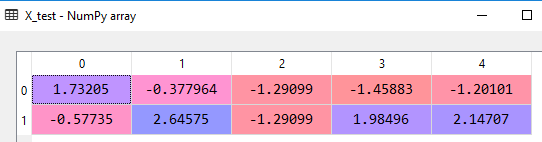 X_test - NumPy array
0 1 2 3 4
0 1.73205 -0.377964 -1.29099 -1.45883 -1.20101
1 -0.57735 2.64575 -1.29099 1.98496 2.14707